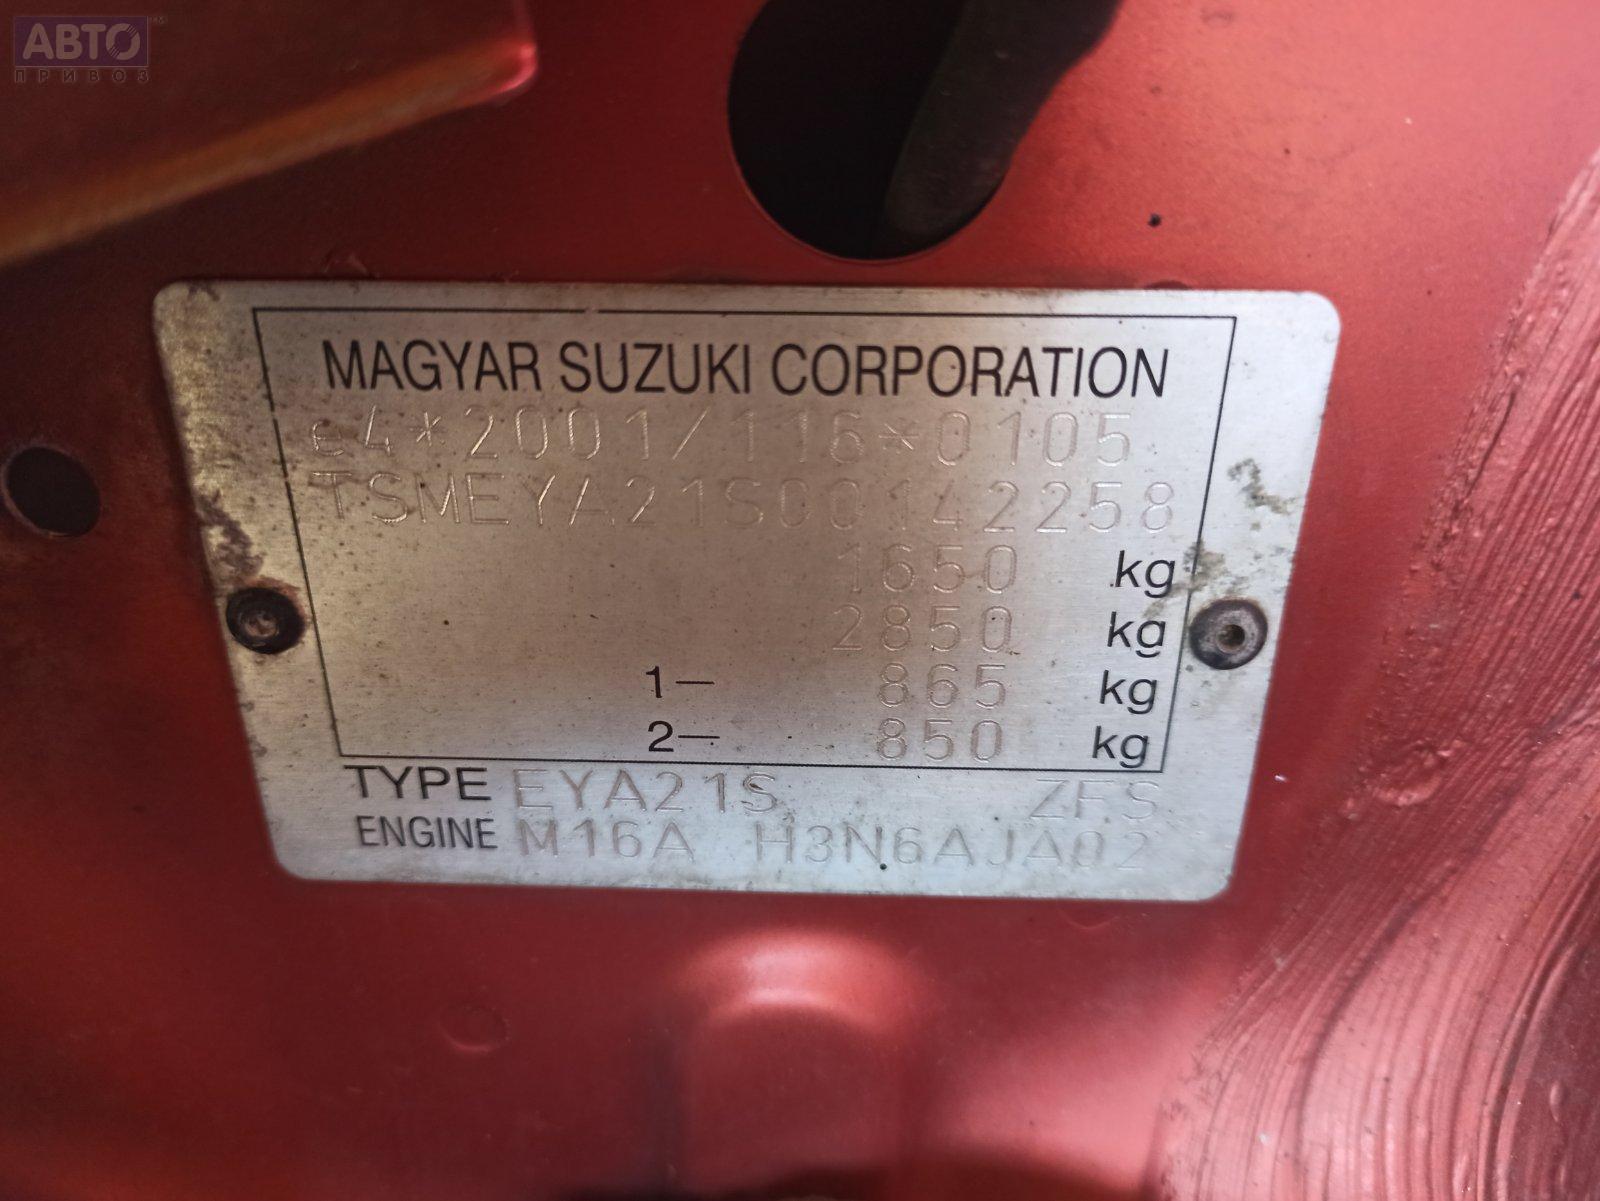 АВТО
ПРИВОЗ
MAGYAR SUZUKI CORPORATION
e4*2001/116*0105
TSMEYA21S00142258
1650 kg
2850 kg
1— 865 kg
2— 850 kg
TYPE EYA21S ZFS
ENGINE M16A H3N6AJA02